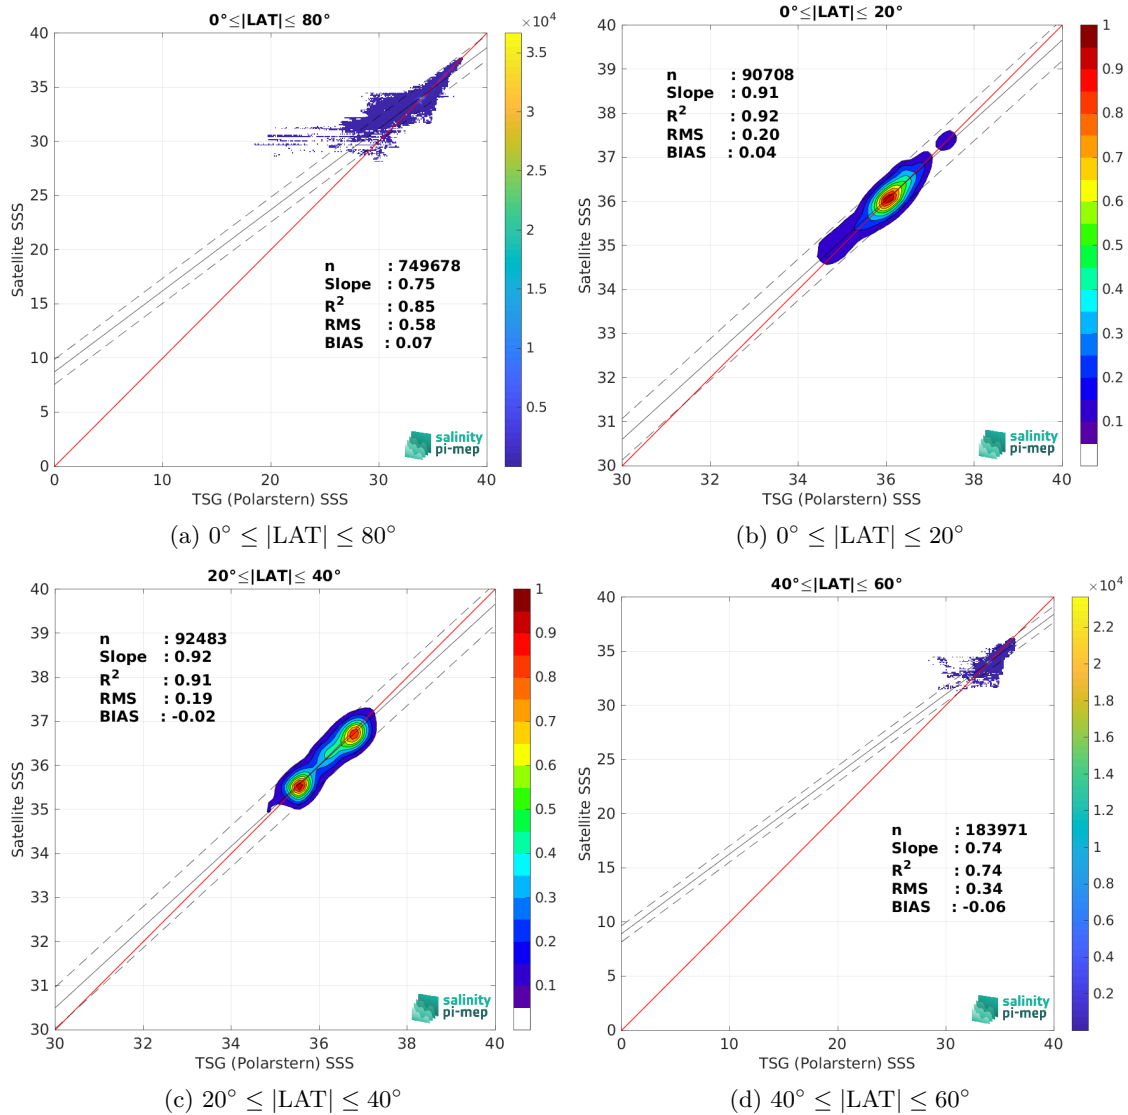 0°≤|LAT|≤ 80°
×10⁴
40
35
30
25
20
15
10
5
0
Satellite SSS
n : 749678
Slope : 0.75
R² : 0.85
RMS : 0.58
BIAS : 0.07
salinity
pi-mep
0 10 20 30 40
TSG (Polarstern) SSS
3.5
3
2.5
2
1.5
1
0.5
(a) 0° ≤ |LAT| ≤ 80°
0°≤|LAT|≤ 20°
40
39
38
37
36
35
34
33
32
31
30
Satellite SSS
n : 90708
Slope : 0.91
R² : 0.92
RMS : 0.20
BIAS : 0.04
salinity
pi-mep
30 32 34 36 38 40
TSG (Polarstern) SSS
1
0.9
0.8
0.7
0.6
0.5
0.4
0.3
0.2
0.1
(b) 0° ≤ |LAT| ≤ 20°
20°≤|LAT|≤ 40°
40
39
38
37
36
35
34
33
32
31
30
Satellite SSS
n : 92483
Slope : 0.92
R² : 0.91
RMS : 0.19
BIAS : -0.02
salinity
pi-mep
30 32 34 36 38 40
TSG (Polarstern) SSS
1
0.9
0.8
0.7
0.6
0.5
0.4
0.3
0.2
0.1
(c) 20° ≤ |LAT| ≤ 40°
40°≤|LAT|≤ 60°
×10⁴
40
35
30
25
20
15
10
5
0
Satellite SSS
n : 183971
Slope : 0.74
R² : 0.74
RMS : 0.34
BIAS : -0.06
salinity
pi-mep
0 10 20 30 40
TSG (Polarstern) SSS
2.2
2
1.8
1.6
1.4
1.2
1
0.8
0.6
0.4
0.2
(d) 40° ≤ |LAT| ≤ 60°